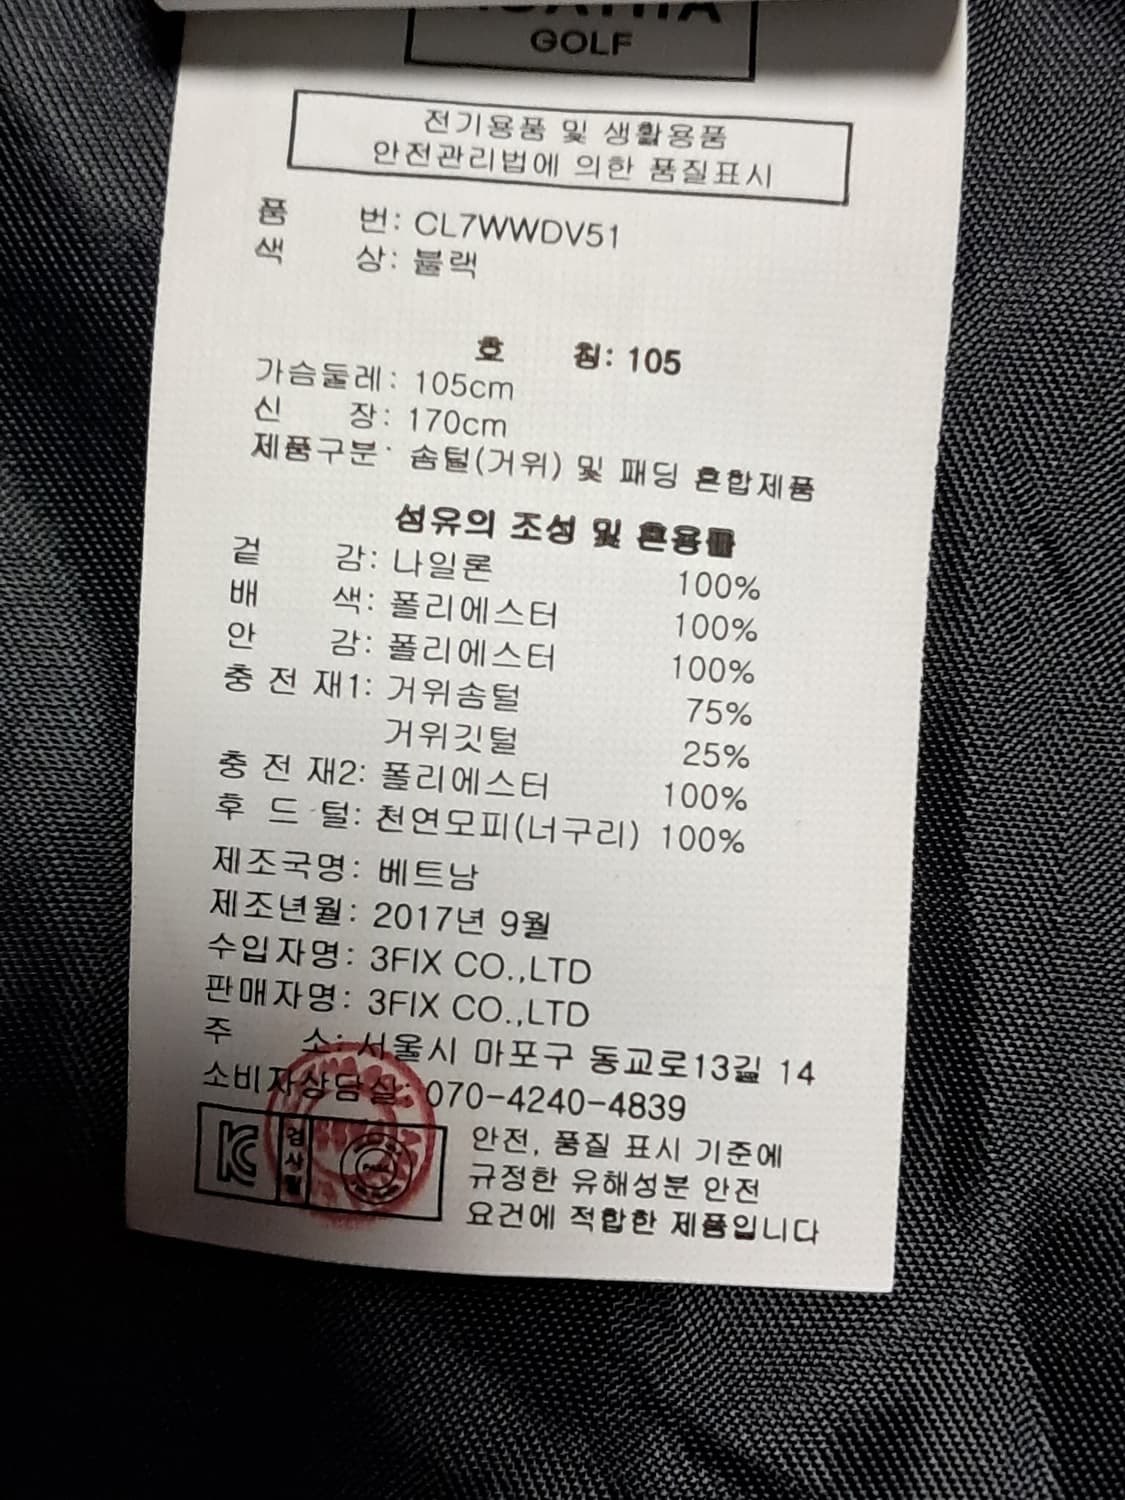 GOLF
전기용품 및 생활용품
안전관리법에 의한 품질표시
품 번: CL7WWDV51
색 상: 블랙
호 칭: 105
가슴둘레: 105cm
신 장: 170cm
제품구분: 솜털(거위) 및 패딩 혼합제품
섬유의 조성 및 혼용률
겉 감: 나일론 100%
배 색: 폴리에스터 100%
안 감: 폴리에스터 100%
충 전 재1: 거위솜털 75%
거위깃털 25%
충 전 재2: 폴리에스터 100%
후 드 털: 천연모피(너구리) 100%
제조국명: 베트남
제조년월: 2017년 9월
수입자명: 3FIX CO.,LTD
판매자명: 3FIX CO.,LTD
주 소: 서울시 마포구 동교로13길 14
소비자상담실: 070-4240-4839
KC 검사필
안전, 품질 표시 기준에
규정한 유해성분 안전
요건에 적합한 제품입니다